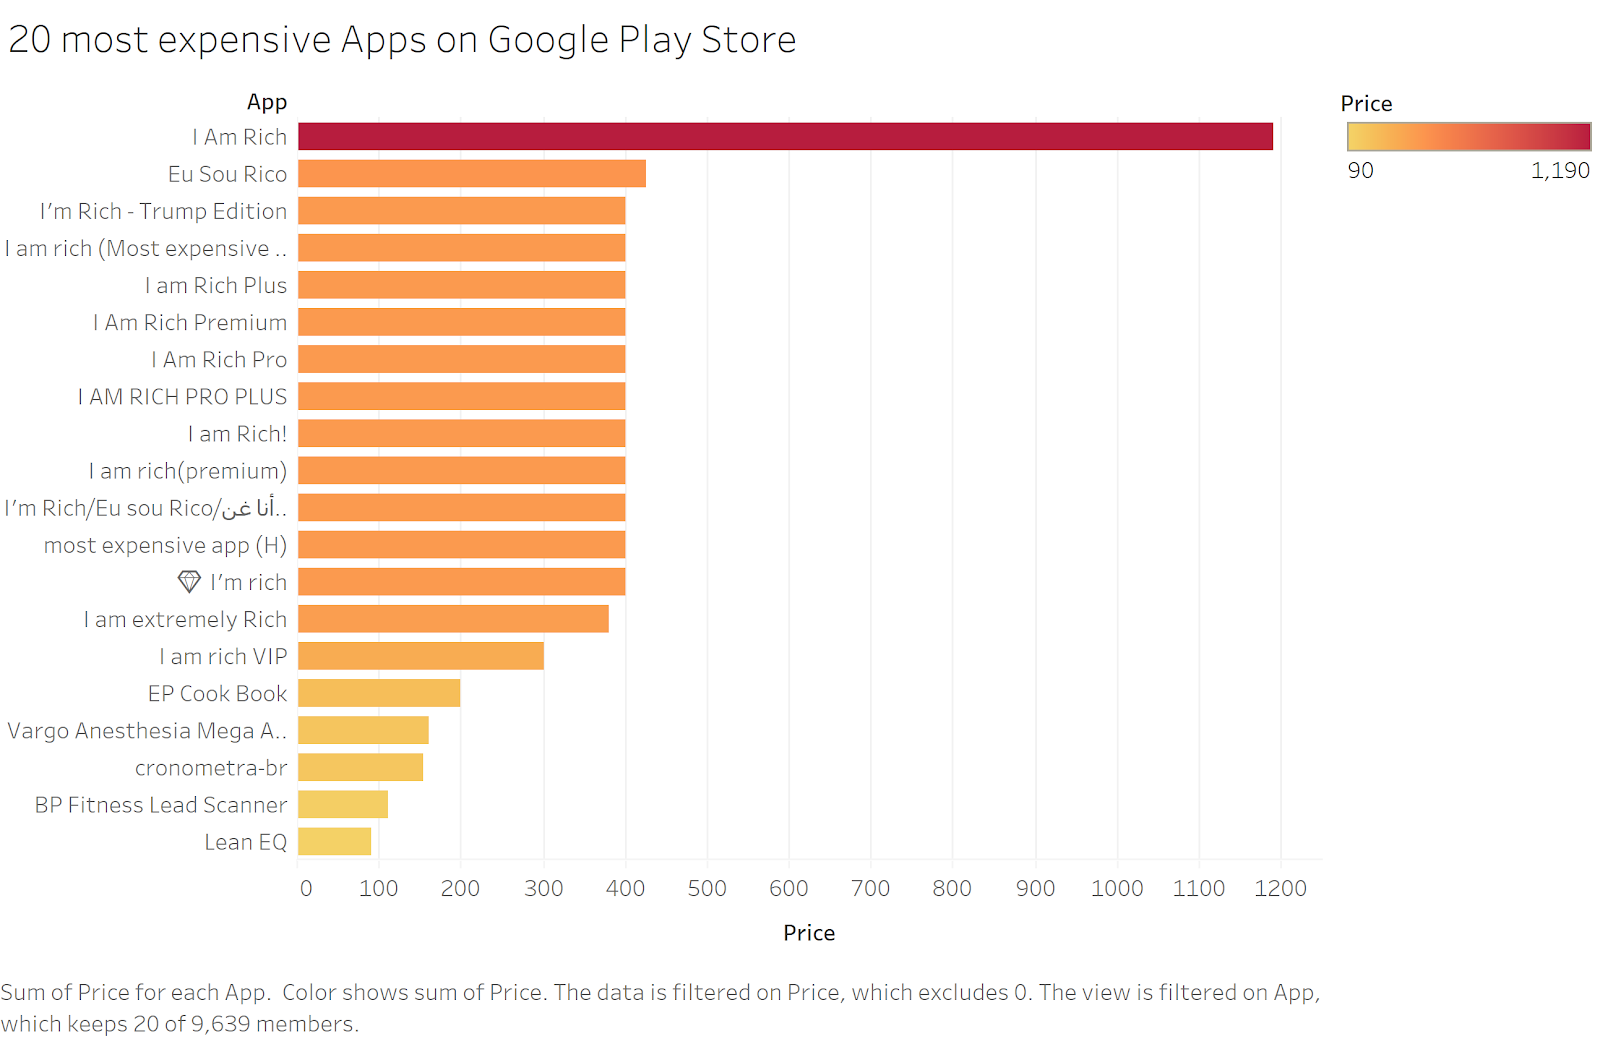 20 most expensive Apps on Google Play Store
App
I Am Rich
Eu Sou Rico
I’m Rich - Trump Edition
I am rich (Most expensive ..
I am Rich Plus
I Am Rich Premium
I Am Rich Pro
I AM RICH PRO PLUS
I am Rich!
I am rich(premium)
I’m Rich/Eu sou Rico/أنا غن..
most expensive app (H)
I’m rich
I am extremely Rich
I am rich VIP
EP Cook Book
Vargo Anesthesia Mega A..
cronometra-br
BP Fitness Lead Scanner
Lean EQ
0 100 200 300 400 500 600 700 800 900 1000 1100 1200
Price
Price
90 1,190
Sum of Price for each App. Color shows sum of Price. The data is filtered on Price, which excludes 0. The view is filtered on App,
which keeps 20 of 9,639 members.